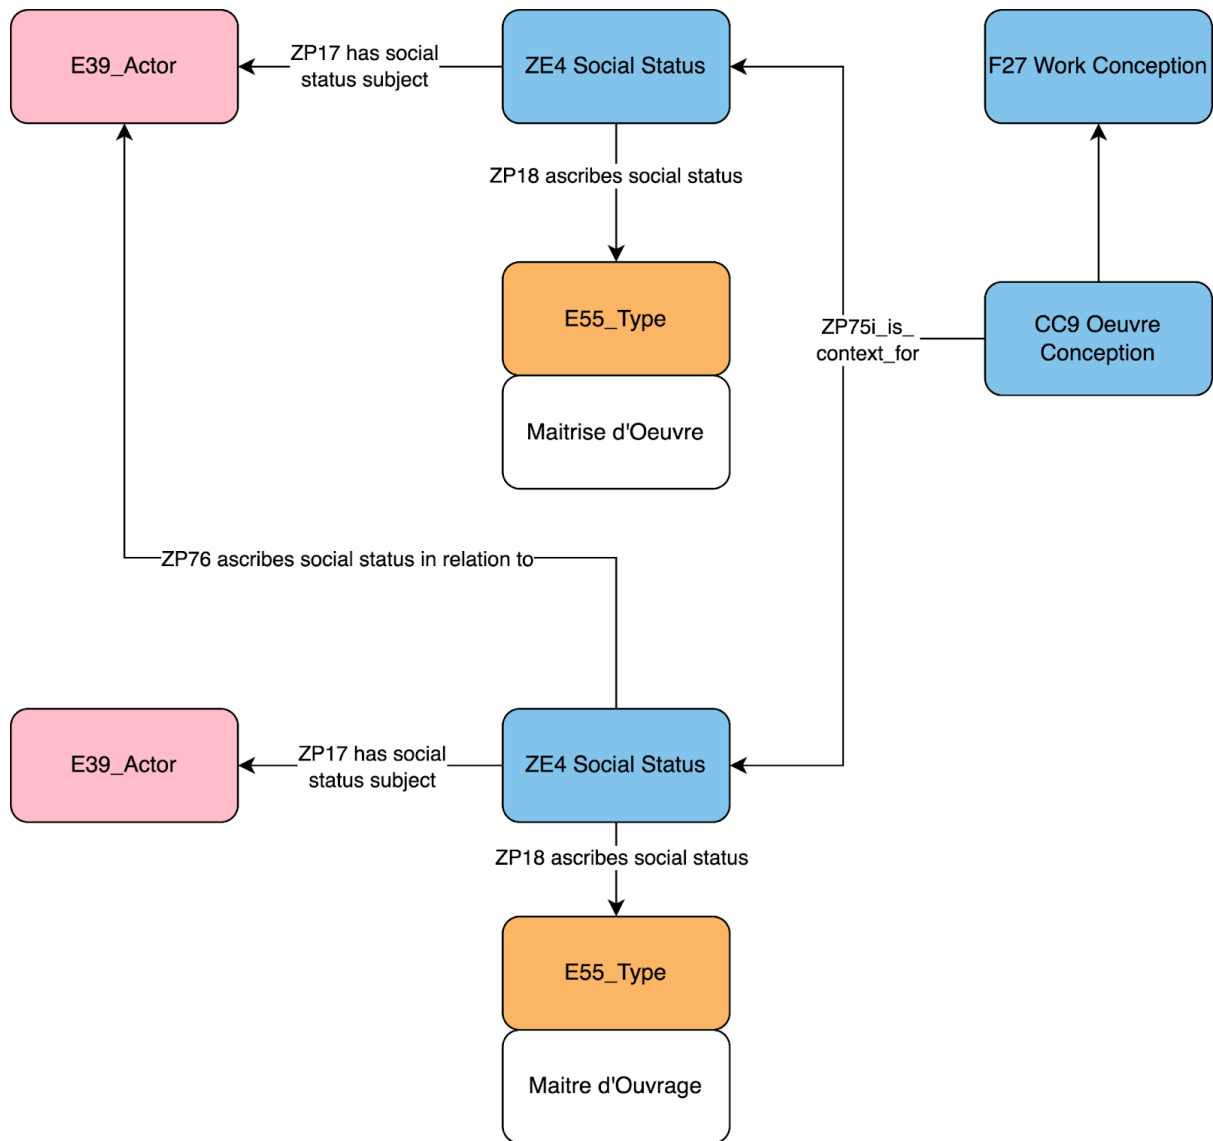 E39_Actor
ZP17 has social
status subject
ZE4 Social Status
F27 Work Conception
ZP18 ascribes social status
E55_Type
Maitrise d'Oeuvre
ZP75i_is_
context_for
CC9 Oeuvre
Conception
ZP76 ascribes social status in relation to
E39_Actor
ZP17 has social
status subject
ZE4 Social Status
ZP18 ascribes social status
E55_Type
Maitre d'Ouvrage